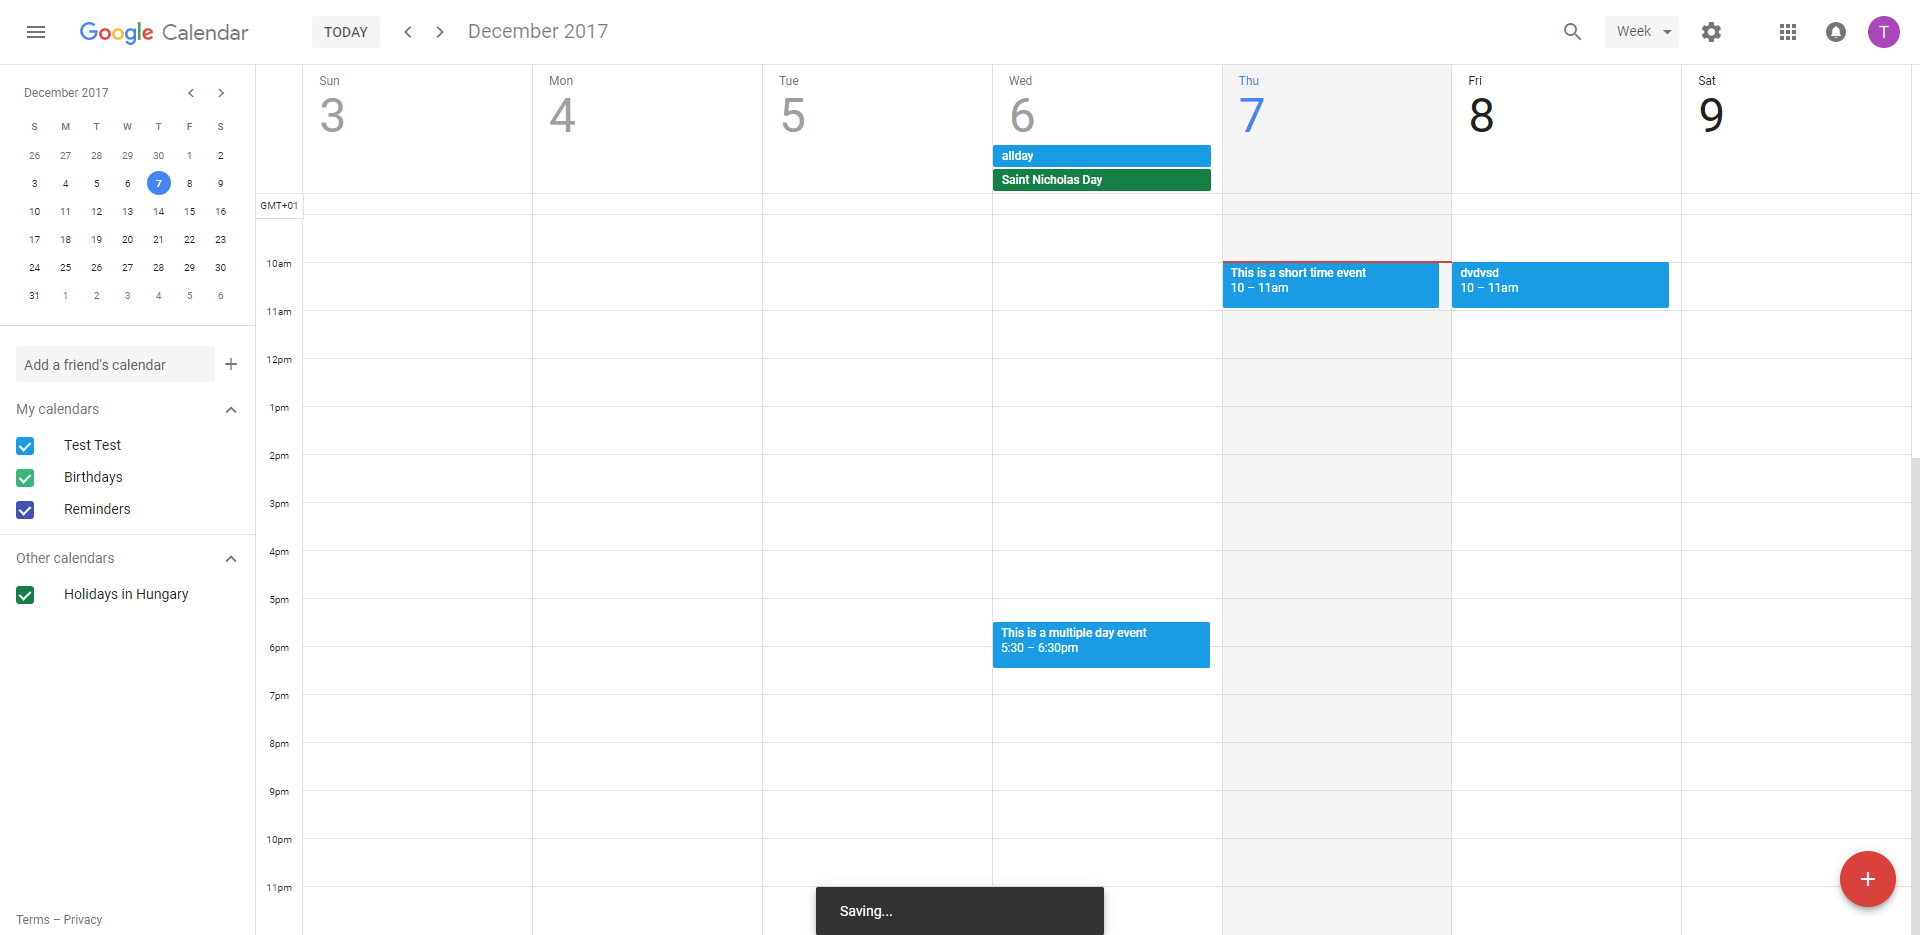 Google Calendar
TODAY
December 2017
Week
T
December 2017
S M T W T F S
26 27 28 29 30 1 2
3 4 5 6 7 8 9
10 11 12 13 14 15 16
17 18 19 20 21 22 23
24 25 26 27 28 29 30
31 1 2 3 4 5 6
Add a friend's calendar
My calendars
Test Test
Birthdays
Reminders
Other calendars
Holidays in Hungary
Terms – Privacy
Sun Mon Tue Wed Thu Fri Sat
3 4 5 6 7 8 9
allday
Saint Nicholas Day
GMT+01
10am
This is a short time event
10 – 11am
dvdvsd
10 – 11am
11am
12pm
1pm
2pm
3pm
4pm
5pm
This is a multiple day event
5:30 – 6:30pm
6pm
7pm
8pm
9pm
10pm
11pm
Saving...